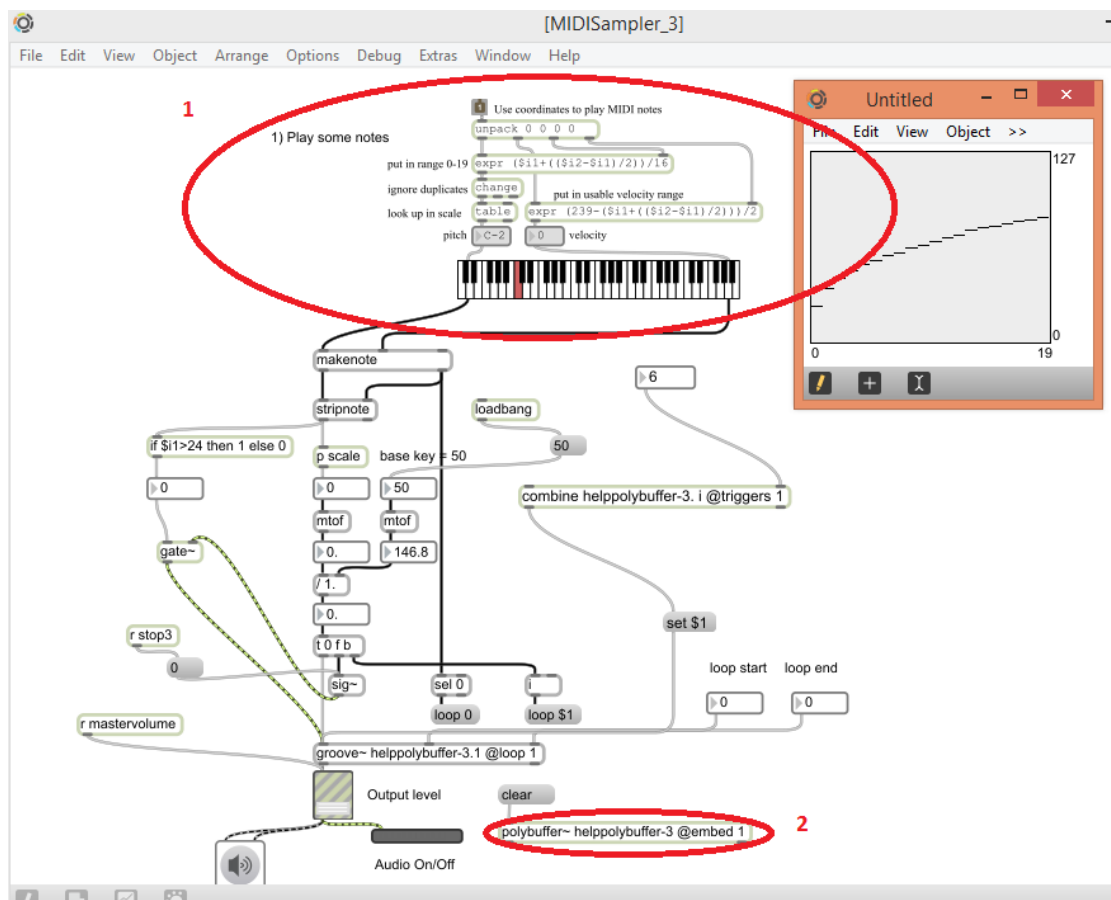 [MIDISampler_3]
File Edit View Object Arrange Options Debug Extras Window Help
1
Use coordinates to play MIDI notes
1) Play some notes
unpack 0 0 0 0
put in range 0-19
expr ($i1+(($i2-$i1)/2))/16
ignore duplicates
change
put in usable velocity range
look up in scale
table
expr (239-($i1+(($i2-$i1)/2)))/2
pitch
C-2
0
velocity
Untitled
File Edit View Object >>
127
0
0
19
makenote
6
stripnote
loadbang
if $i1>24 then 1 else 0
p scale
base key = 50
50
0
0
50
combine helppolybuffer-3. i @triggers 1
mtof
mtof
gate~
0.
146.8
/ 1.
0.
set $1
r stop3
t 0 f b
0
loop start
loop end
sig~
sel 0
i
0
0
loop 0
loop $1
r mastervolume
groove~ helppolybuffer-3.1 @loop 1
Output level
clear
polybuffer~ helppolybuffer-3 @embed 1
2
Audio On/Off